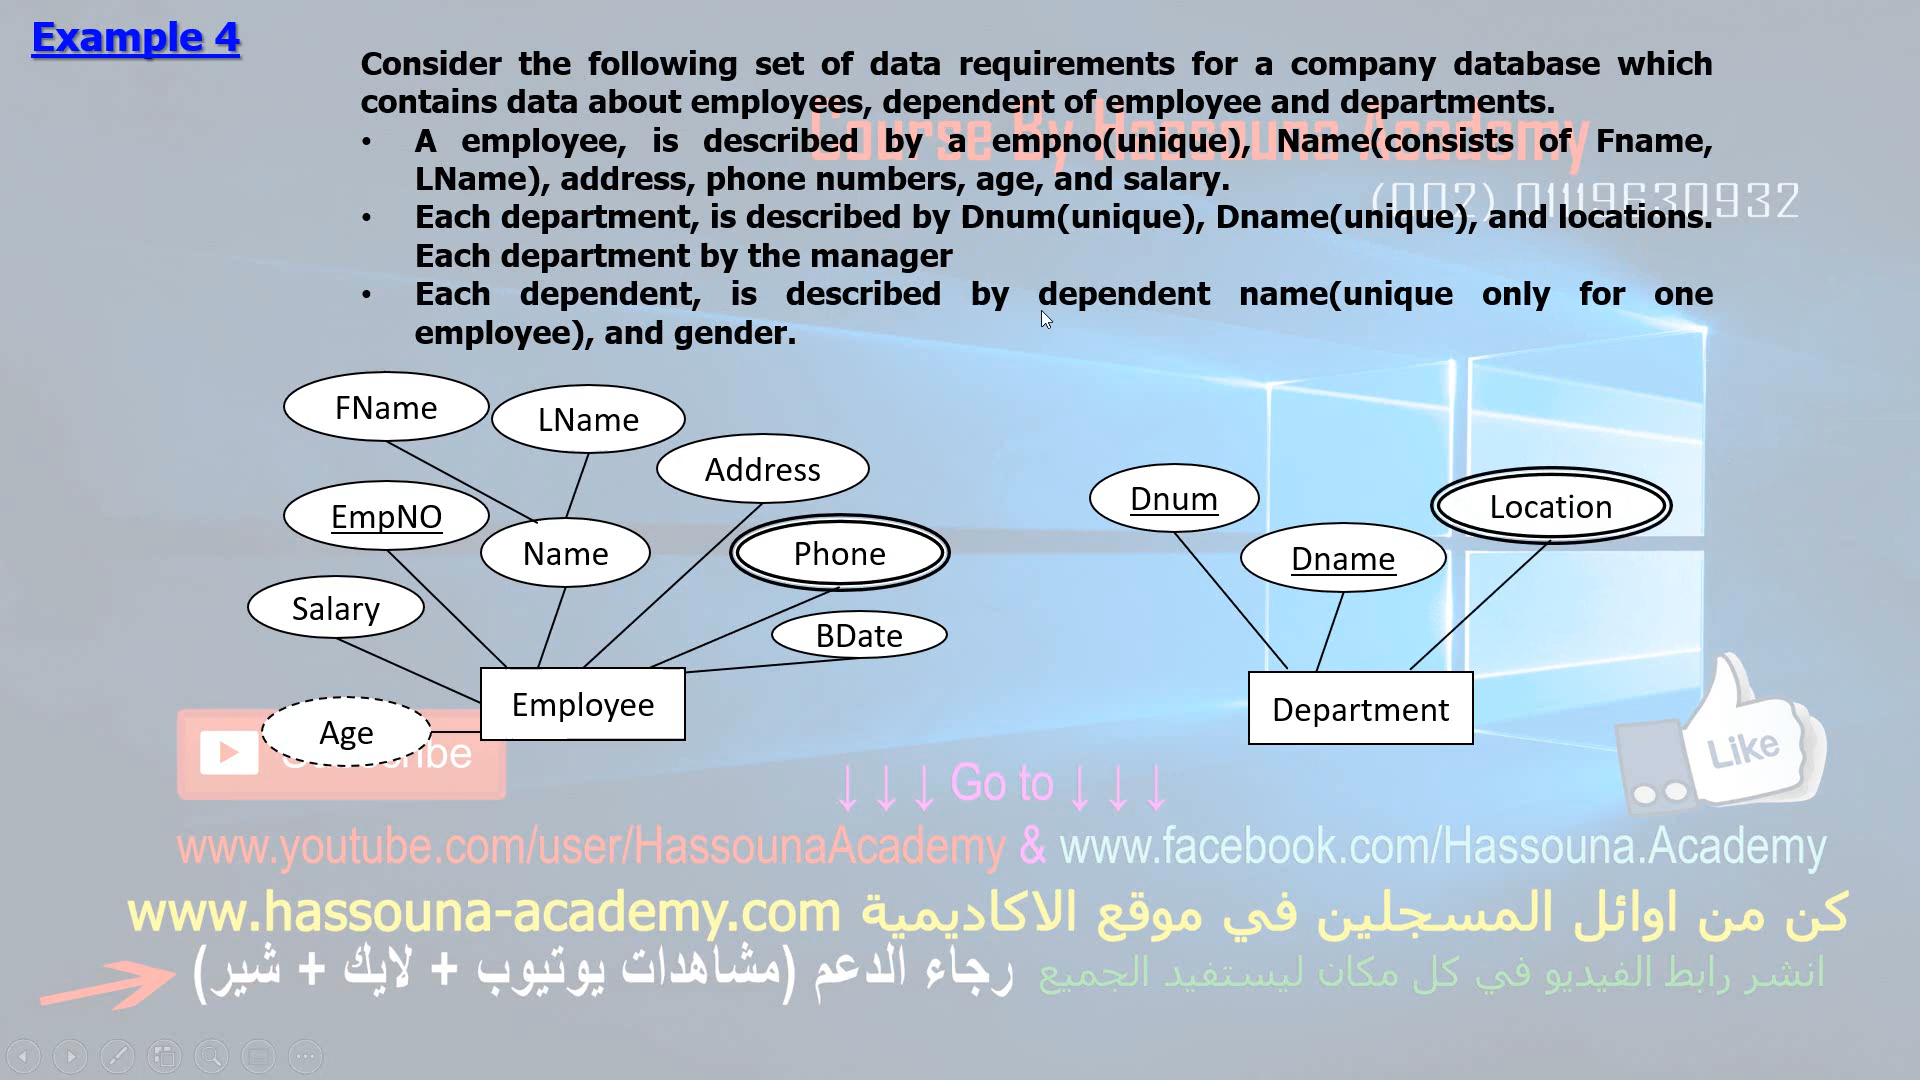 Example 4
Consider the following set of data requirements for a company database which
contains data about employees, dependent of employee and departments.
Course By Hassouna Academy
• A employee, is described by a empno(unique), Name(consists of Fname,
LName), address, phone numbers, age, and salary.
(002) 01119630932
• Each department, is described by Dnum(unique), Dname(unique), and locations.
Each department by the manager
• Each dependent, is described by dependent name(unique only for one
employee), and gender.
FName
LName
Address
EmpNO
Name
Phone
Salary
BDate
Employee
Age
Dnum
Dname
Location
Department
Subscribe
Like
↓ ↓ ↓ Go to ↓ ↓ ↓
www.youtube.com/user/HassounaAcademy & www.facebook.com/Hassouna.Academy
كن من اوائل المسجلين في موقع الاكاديمية www.hassouna-academy.com
انشر رابط الفيديو في كل مكان ليستفيد الجميع رجاء الدعم (مشاهدات يوتيوب + لايك + شير)